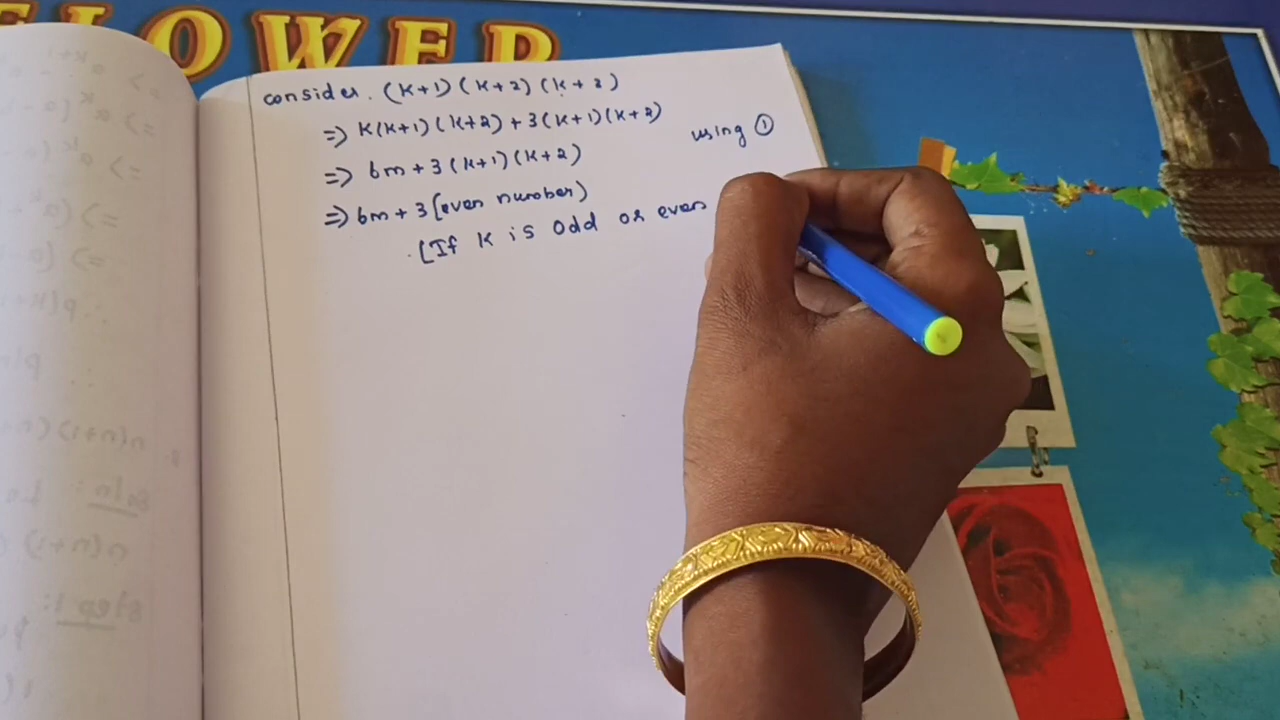 LOWER
consider. (k+1)(k+2)(k+3)
=> k(k+1)(k+2)+3(k+1)(k+2)
=> 6m+3(k+1)(k+2) using ①
=> 6m+3[even number)
[If k is odd or even